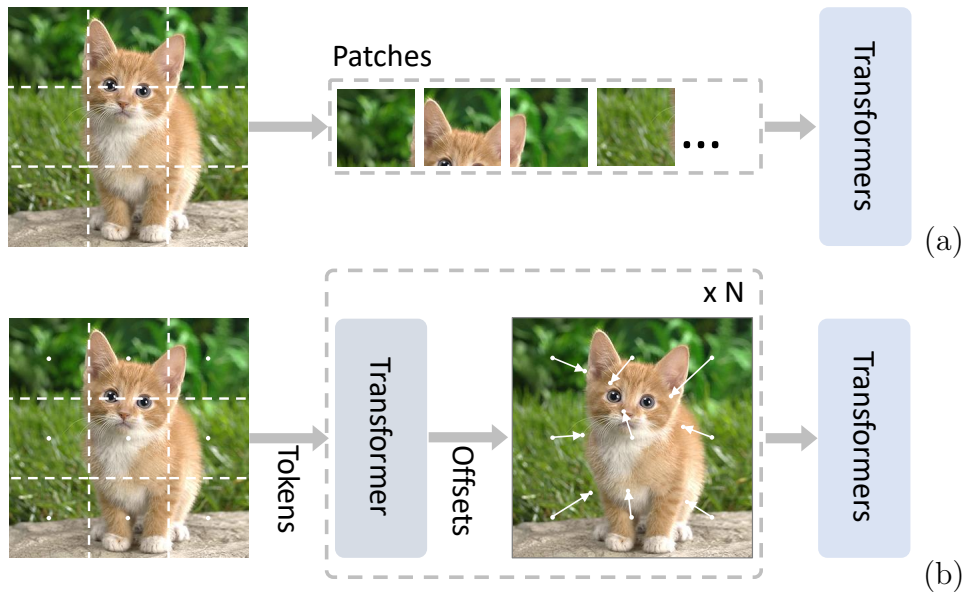 Patches
...
Transformers
(a)
x N
Tokens
Transformer
Offsets
Transformers
(b)